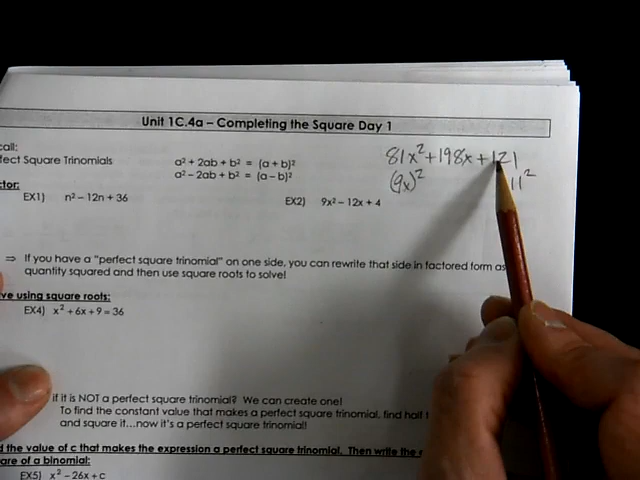 Unit 1C.4a – Completing the Square Day 1
81x² + 198x + 121
(9x)² 11²
fect Square Trinomials
a² + 2ab + b² = (a + b)²
a² – 2ab + b² = (a – b)²
EX1) n² – 12n + 36
EX2) 9x² – 12x + 4
⇒ If you have a "perfect square trinomial" on one side, you can rewrite that side in factored form as
quantity squared and then use square roots to solve!
ve using square roots:
EX4) x² + 6x + 9 = 36
if it is NOT a perfect square trinomial? We can create one!
To find the constant value that makes a perfect square trinomial, find half
and square it…now it's a perfect square trinomial!
d the value of c that makes the expression a perfect square trinomial. Then write the
are of a binomial:
EX5) x² – 26x + c